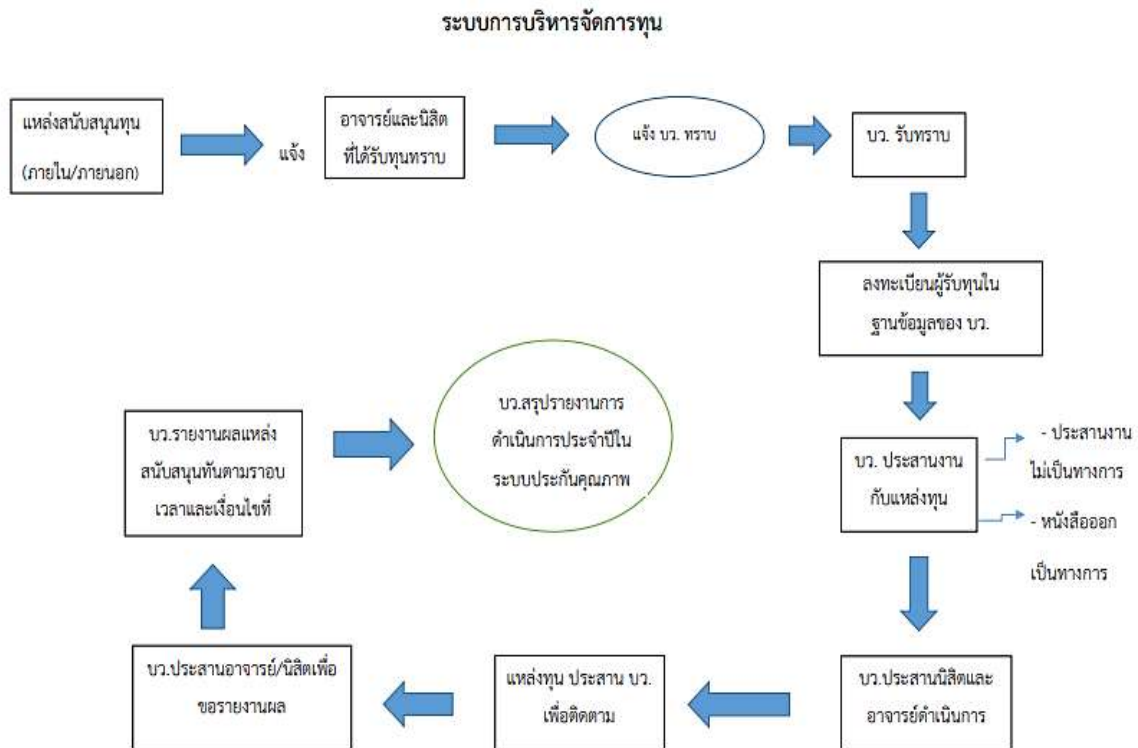 ระบบการบริหารจัดการทุน
แหล่งสนับสนุนทุน
(ภายใน/ภายนอก)
แจ้ง
อาจารย์และนิสิต
ที่ได้รับทุนทราบ
แจ้ง บว. ทราบ
บว. รับทราบ
ลงทะเบียนผู้รับทุนใน
ฐานข้อมูลของ บว.
บว. ประสานงาน
กับแหล่งทุน
- ประสานงาน
ไม่เป็นทางการ
- หนังสือออก
เป็นทางการ
บว.ประสานนิสิตและ
อาจารย์ดำเนินการ
แหล่งทุน ประสาน บว.
เพื่อติดตาม
บว.ประสานอาจารย์/นิสิตเพื่อ
ขอรายงานผล
บว.รายงานผลแหล่ง
สนับสนุนทันตามราอบ
เวลาและเงื่อนไขที่
บว.สรุปรายงานการ
ดำเนินการประจำปีใน
ระบบประกันคุณภาพ